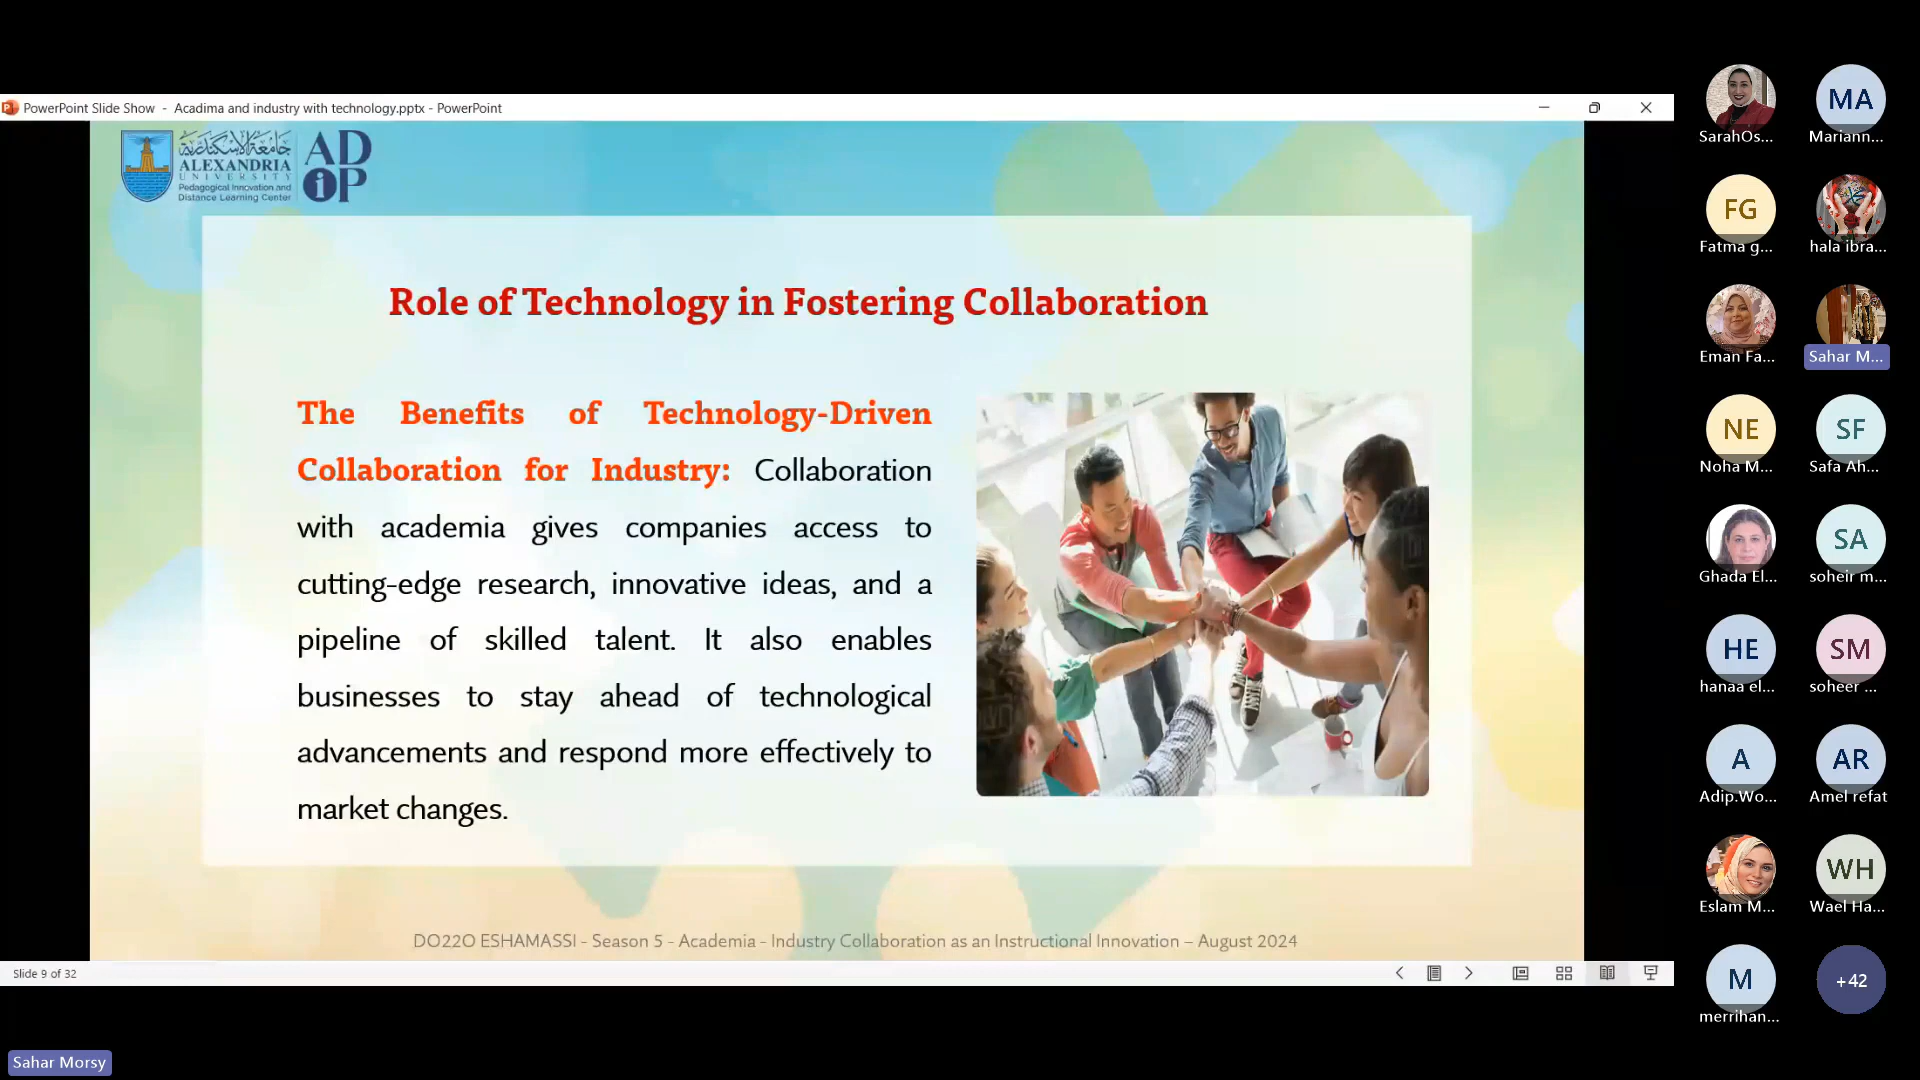 PowerPoint Slide Show - Acadima and industry with technology.pptx - PowerPoint
جامعة الإسكندرية
ALEXANDRIA
UNIVERSITY
Pedagogical Innovation and
Distance Learning Center
AD
iP
Role of Technology in Fostering Collaboration
The Benefits of Technology-Driven
Collaboration for Industry: Collaboration
with academia gives companies access to
cutting-edge research, innovative ideas, and a
pipeline of skilled talent. It also enables
businesses to stay ahead of technological
advancements and respond more effectively to
market changes.
DO22O ESHAMASSI - Season 5 - Academia - Industry Collaboration as an Instructional Innovation – August 2024
Slide 9 of 32
Sahar Morsy
SarahOs...
MA
Mariann...
FG
Fatma g...
hala ibra...
Eman Fa...
Sahar M...
NE
Noha M...
SF
Safa Ah...
Ghada El...
SA
soheir m...
HE
hanaa el...
SM
soheer ...
A
Adip.Wo...
AR
Amel refat
Eslam M...
WH
Wael Ha...
M
merrihan...
+42